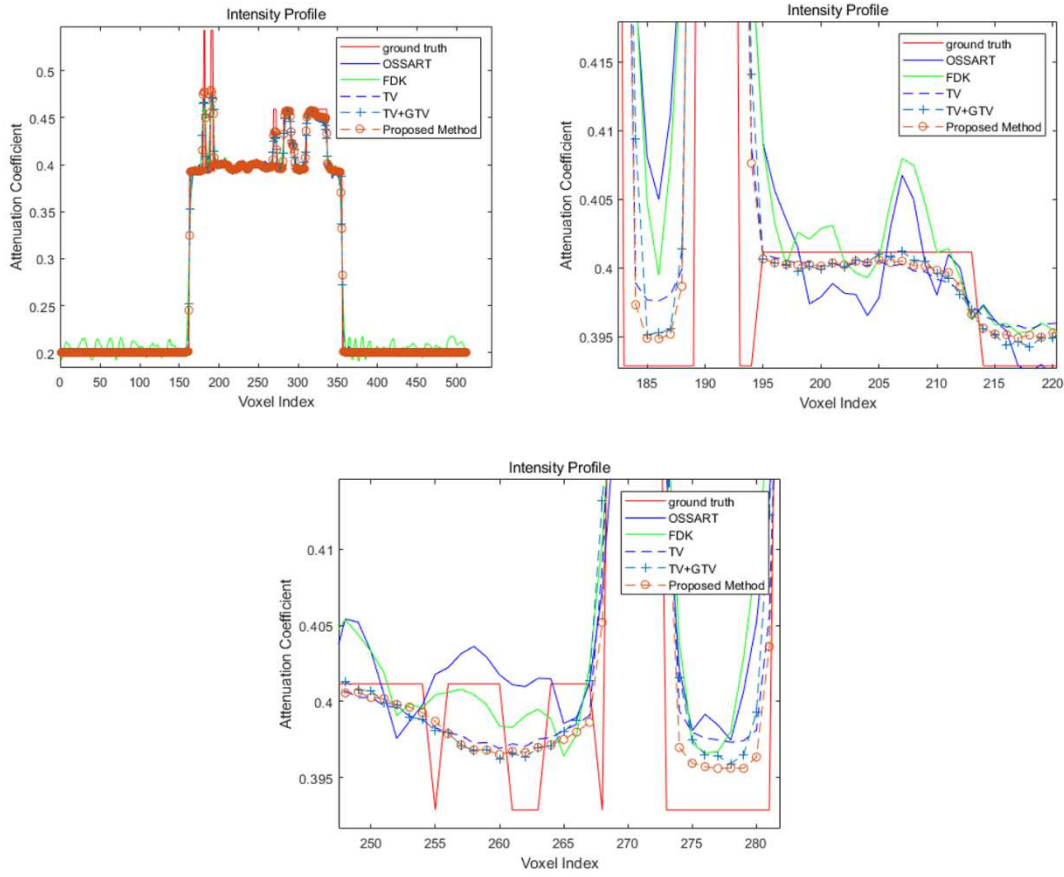 Intensity Profile
Attenuation Coefficient
0.5
0.45
0.4
0.35
0.3
0.25
0.2
0 50 100 150 200 250 300 350 400 450 500
Voxel Index
ground truth
OSSART
FDK
TV
TV+GTV
Proposed Method
Intensity Profile
Attenuation Coefficient
0.415
0.41
0.405
0.4
0.395
185 190 195 200 205 210 215 220
Voxel Index
ground truth
OSSART
FDK
TV
TV+GTV
Proposed Method
Intensity Profile
Attenuation Coefficient
0.41
0.405
0.4
0.395
250 255 260 265 270 275 280
Voxel Index
ground truth
OSSART
FDK
TV
TV+GTV
Proposed Method